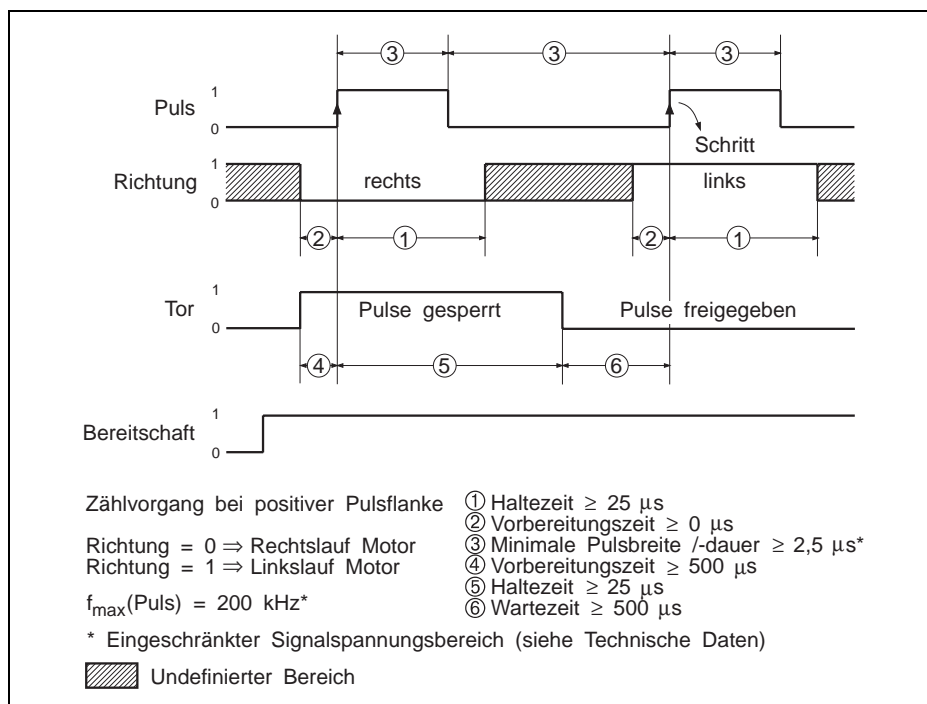 ③ ③ ③
Puls 1
0
Schritt
Richtung 1 rechts links
0
② ① ② ①
Tor 1 Pulse gesperrt Pulse freigegeben
0
④ ⑤ ⑥
Bereitschaft 1
0
Zählvorgang bei positiver Pulsflanke
Richtung = 0 ⇒ Rechtslauf Motor
Richtung = 1 ⇒ Linkslauf Motor
fmax(Puls) = 200 kHz*
① Haltezeit ≥ 25 µs
② Vorbereitungszeit ≥ 0 µs
③ Minimale Pulsbreite /-dauer ≥ 2,5 µs*
④ Vorbereitungszeit ≥ 500 µs
⑤ Haltezeit ≥ 25 µs
⑥ Wartezeit ≥ 500 µs
* Eingeschränkter Signalspannungsbereich (siehe Technische Daten)
Undefinierter Bereich